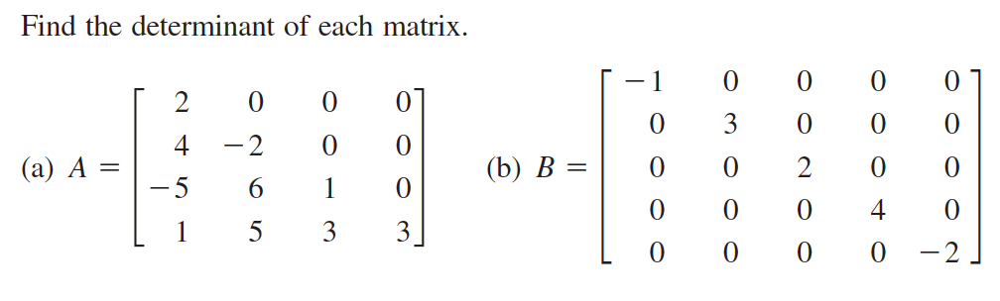 Find the determinant of each matrix.
(a) A = [ 2 0 0 0
4 −2 0 0
−5 6 1 0
1 5 3 3 ]
(b) B = [ −1 0 0 0 0
0 3 0 0 0
0 0 2 0 0
0 0 0 4 0
0 0 0 0 −2 ]